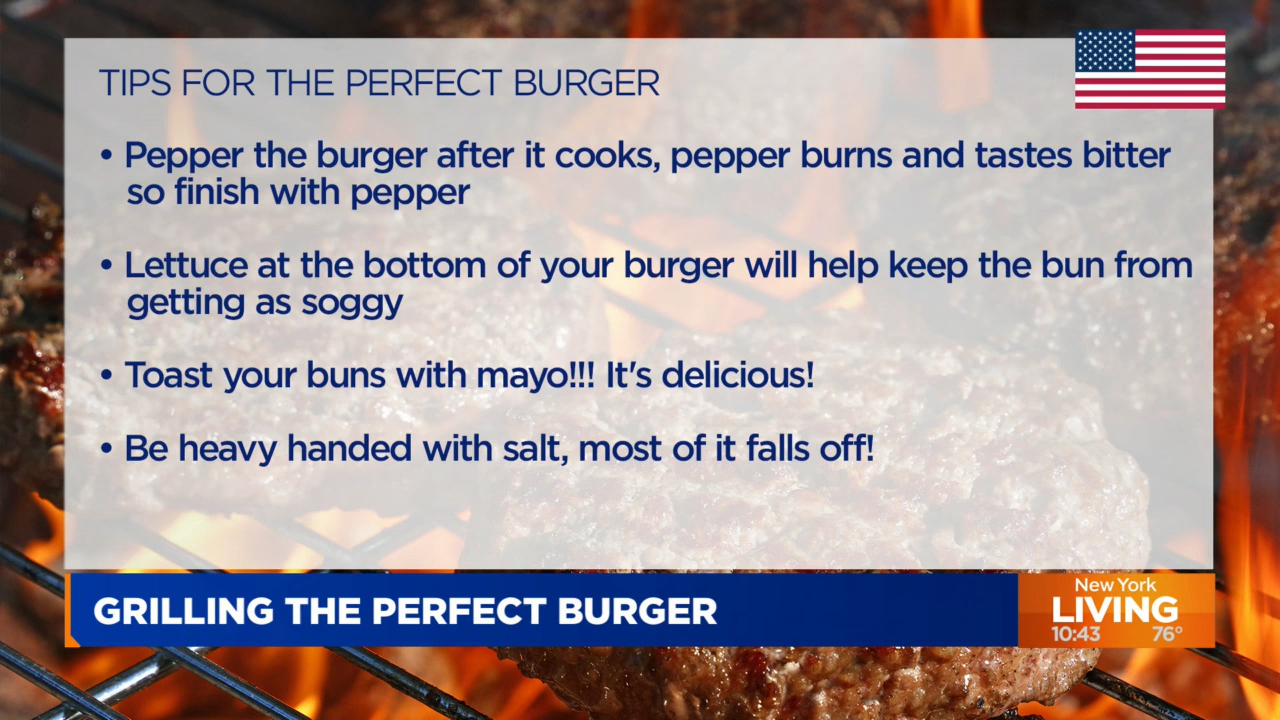 TIPS FOR THE PERFECT BURGER
• Pepper the burger after it cooks, pepper burns and tastes bitter
so finish with pepper
• Lettuce at the bottom of your burger will help keep the bun from
getting as soggy
• Toast your buns with mayo!!! It's delicious!
• Be heavy handed with salt, most of it falls off!
GRILLING THE PERFECT BURGER
New York
LIVING
10:43 76°